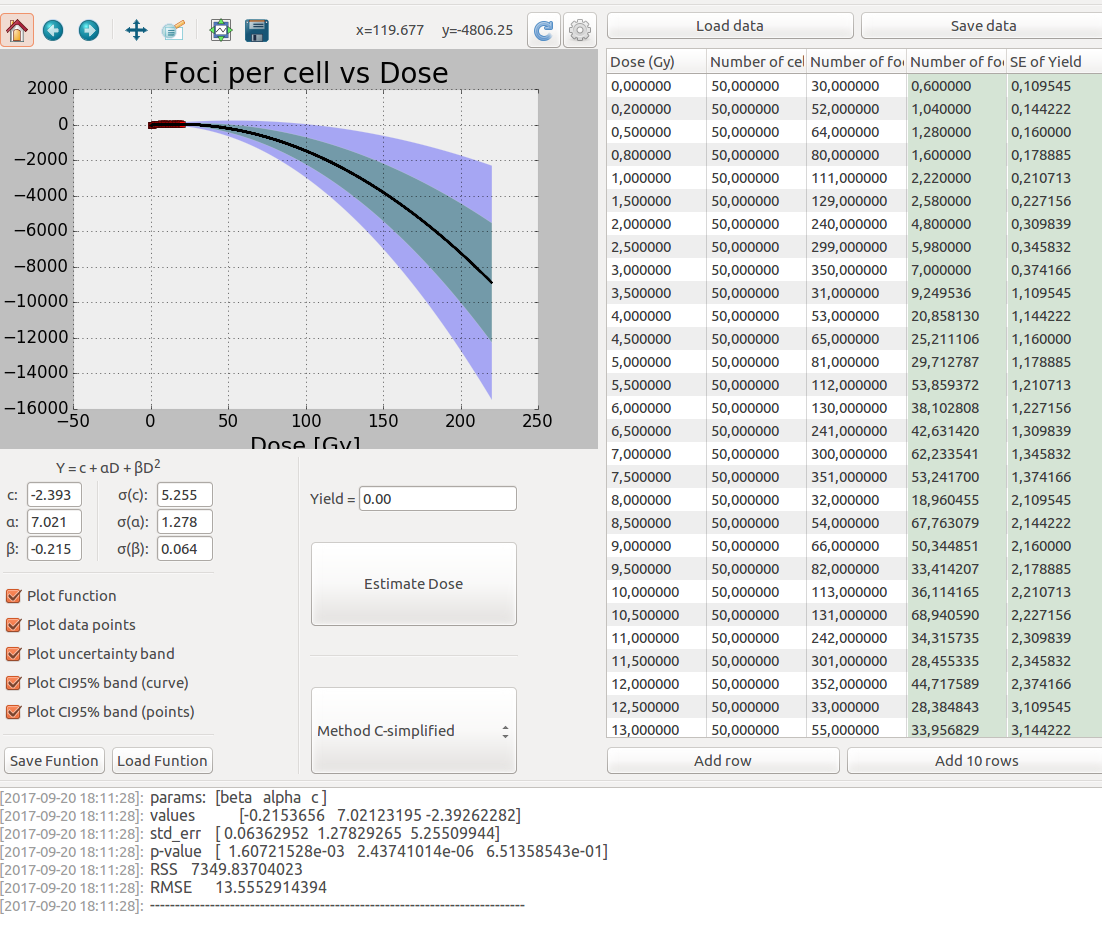 x=119.677 y=-4806.25
Load data
Save data
Foci per cell vs Dose
2000
0
−2000
−4000
−6000
−8000
−10000
−12000
−14000
−16000
−50 0 50 100 150 200 250
Dose [Gy]
Y = c + αD + βD2
c: -2.393 σ(c): 5.255
α: 7.021 σ(α): 1.278
β: -0.215 σ(β): 0.064
Plot function
Plot data points
Plot uncertainty band
Plot CI95% band (curve)
Plot CI95% band (points)
Save Funtion
Load Funtion
Yield = 0.00
Estimate Dose
Method C-simplified
Dose (Gy) Number of cel Number of foc Number of foc SE of Yield
0,000000 50,000000 30,000000 0,600000 0,109545
0,200000 50,000000 52,000000 1,040000 0,144222
0,500000 50,000000 64,000000 1,280000 0,160000
0,800000 50,000000 80,000000 1,600000 0,178885
1,000000 50,000000 111,000000 2,220000 0,210713
1,500000 50,000000 129,000000 2,580000 0,227156
2,000000 50,000000 240,000000 4,800000 0,309839
2,500000 50,000000 299,000000 5,980000 0,345832
3,000000 50,000000 350,000000 7,000000 0,374166
3,500000 50,000000 31,000000 9,249536 1,109545
4,000000 50,000000 53,000000 20,858130 1,144222
4,500000 50,000000 65,000000 25,211106 1,160000
5,000000 50,000000 81,000000 29,712787 1,178885
5,500000 50,000000 112,000000 53,859372 1,210713
6,000000 50,000000 130,000000 38,102808 1,227156
6,500000 50,000000 241,000000 42,631420 1,309839
7,000000 50,000000 300,000000 62,233541 1,345832
7,500000 50,000000 351,000000 53,241700 1,374166
8,000000 50,000000 32,000000 18,960455 2,109545
8,500000 50,000000 54,000000 67,763079 2,144222
9,000000 50,000000 66,000000 50,344851 2,160000
9,500000 50,000000 82,000000 33,414207 2,178885
10,000000 50,000000 113,000000 36,114165 2,210713
10,500000 50,000000 131,000000 68,940590 2,227156
11,000000 50,000000 242,000000 34,315735 2,309839
11,500000 50,000000 301,000000 28,455335 2,345832
12,000000 50,000000 352,000000 44,717589 2,374166
12,500000 50,000000 33,000000 28,384843 3,109545
13,000000 50,000000 55,000000 33,956829 3,144222
Add row
Add 10 rows
[2017-09-20 18:11:28]: params: [beta alpha c]
[2017-09-20 18:11:28]: values [-0.2153656 7.02123195 -2.39262282]
[2017-09-20 18:11:28]: std_err [ 0.06362952 1.27829265 5.25509944]
[2017-09-20 18:11:28]: p-value [ 1.60721528e-03 2.43741014e-06 6.51358543e-01]
[2017-09-20 18:11:28]: RSS 7349.83704023
[2017-09-20 18:11:28]: RMSE 13.5552914394
[2017-09-20 18:11:28]: ---------------------------------------------------------------------------